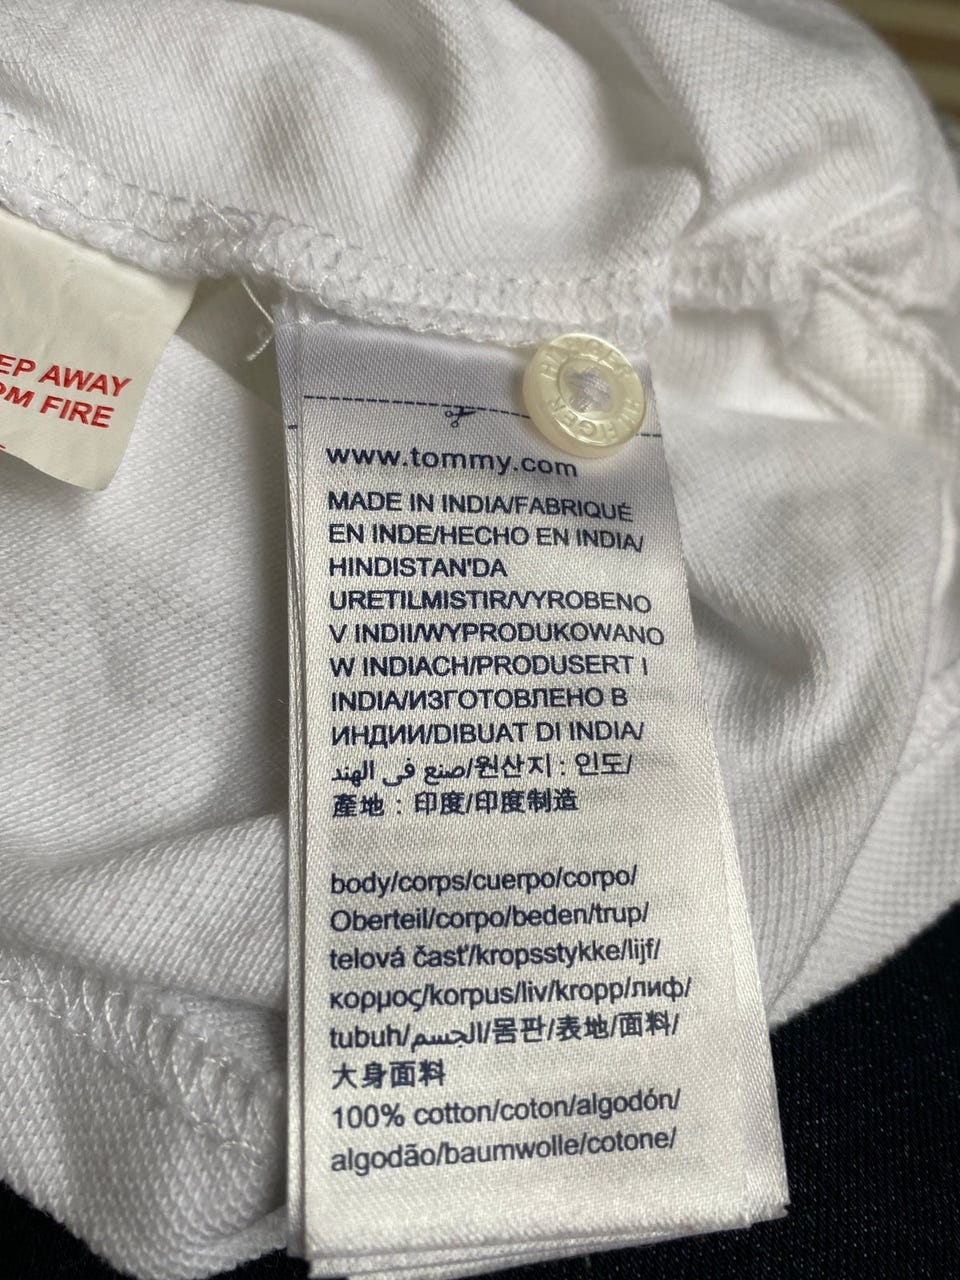 EP AWAY
OM FIRE
HILFIGER HILFIGER
www.tommy.com
MADE IN INDIA/FABRIQUÉ
EN INDE/HECHO EN INDIA/
HINDISTAN'DA
URETILMISTIR/VYROBENO
V INDII/WYPRODUKOWANO
W INDIACH/PRODUSERT I
INDIA/ИЗГОТОВЛЕНО В
ИНДИИ/DIBUAT DI INDIA/
صنع في الهند/원산지 : 인도/
產地 : 印度/印度制造
body/corps/cuerpo/corpo/
Oberteil/corpo/beden/trup/
telová časť/kropsstykke/lijf/
κορμος/korpus/liv/kropp/лиф/
tubuh/الجسم/몸판/表地/面料/
大身面料
100% cotton/coton/algodón/
algodão/baumwolle/cotone/